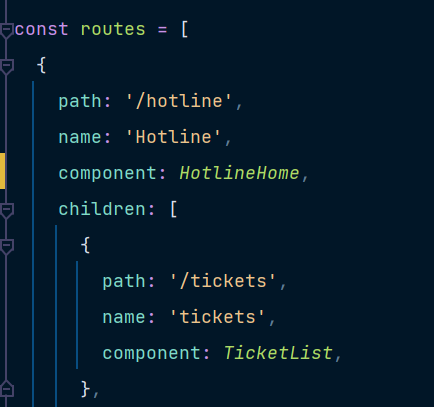 const routes = [
{
path: '/hotline',
name: 'Hotline',
component: HotlineHome,
children: [
{
path: '/tickets',
name: 'tickets',
component: TicketList,
},